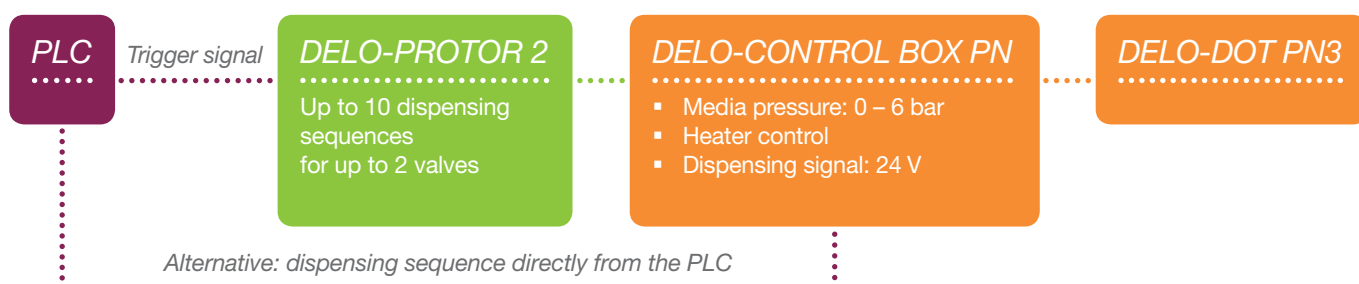 PLC
Trigger signal
DELO-PROTOR 2
Up to 10 dispensing
sequences
for up to 2 valves
DELO-CONTROL BOX PN
▪ Media pressure: 0 – 6 bar
▪ Heater control
▪ Dispensing signal: 24 V
DELO-DOT PN3
Alternative: dispensing sequence directly from the PLC